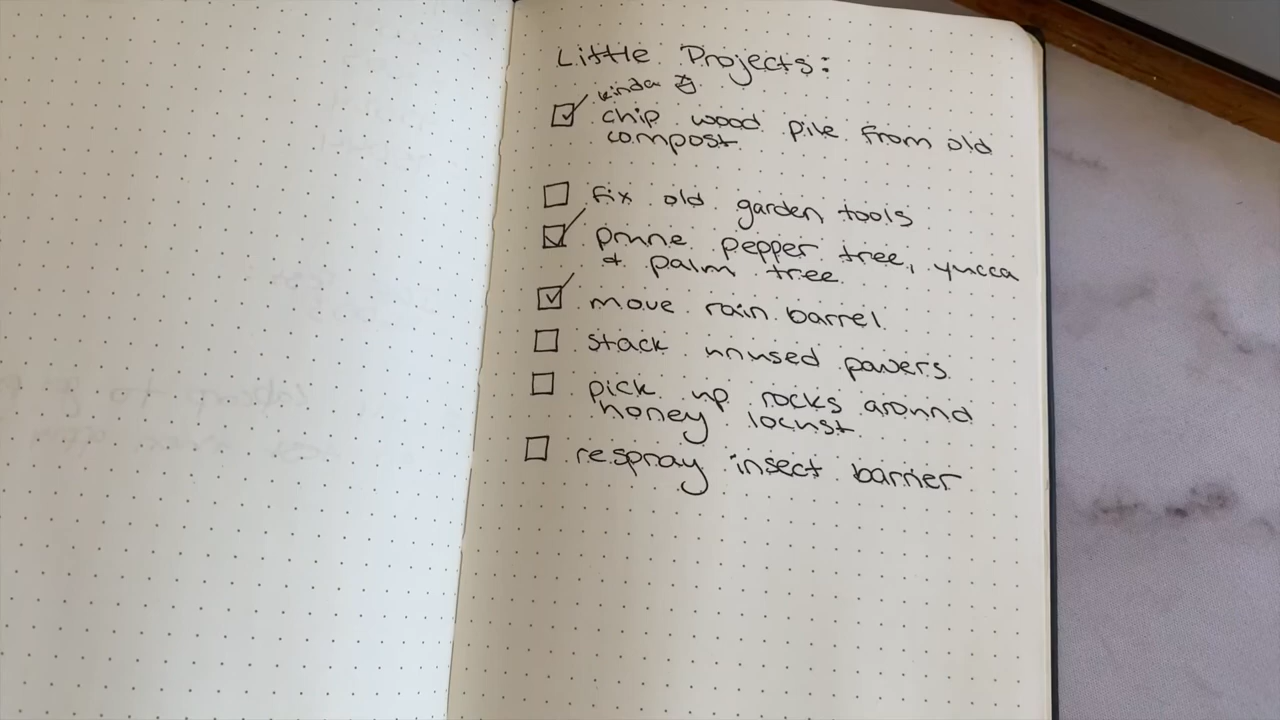 Little Projects:
kinda
chip wood pile from old
compost
fix old garden tools
prune pepper tree, yucca
+ palm tree
move rain barrel
stack unused pavers
pick up rocks around
honey locust
respray insect barrier